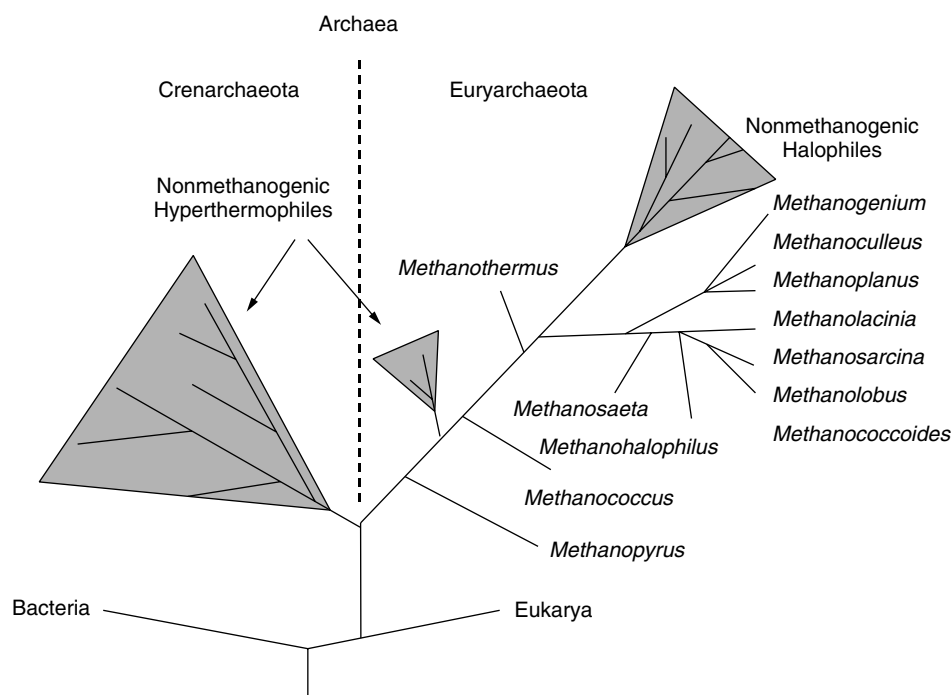 Archaea
Crenarchaeota
Euryarchaeota
Nonmethanogenic
Halophiles
Nonmethanogenic
Hyperthermophiles
Methanogenium
Methanoculleus
Methanothermus
Methanoplanus
Methanolacinia
Methanosarcina
Methanosaeta
Methanolobus
Methanohalophilus
Methanococcoides
Methanococcus
Methanopyrus
Bacteria
Eukarya